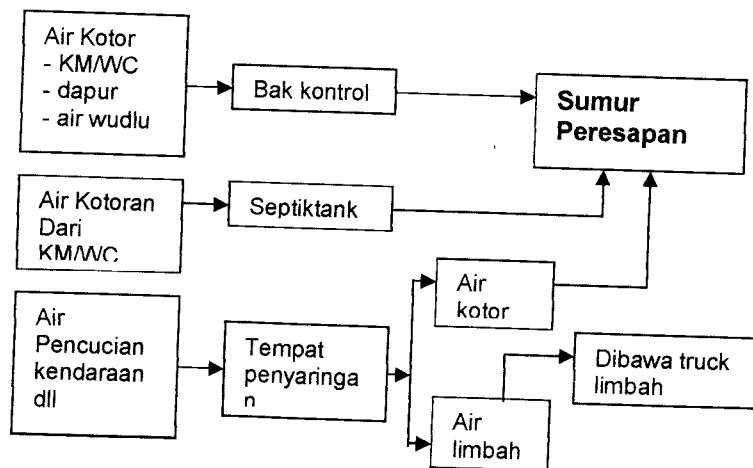 Air Kotor
- KM/WC
- dapur
- air wudlu
Bak kontrol
Sumur
Peresapan
Air Kotoran
Dari
KM/WC
Septiktank
Air
Pencucian
kendaraan
dll
Tempat
penyaringa
n
Air
kotor
Air
limbah
Dibawa truck
limbah